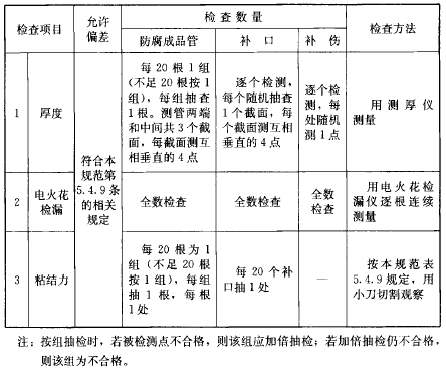 检查项目 允许偏差 检查数量 检查方法
防腐成品管 补口 补伤
1 厚度 符合本规范第5.4.9条的相关规定
每20根1组
(不足20根按1
组),每组抽查
1根。测管两端
和中间共3个截
面,每截面测互
相垂直的4点
逐个检测,
每个随机抽查
1个截面,每
个截面测互相
垂直的4点
逐个检
测,每
处随机
测1点
用测厚仪
测量
2 电火花检漏
全数检查
全数检查
全数
检查
用电火花检
漏仪逐根连续
测量
3 粘结力
每20根为1
组(不足20根
按1组),每组
抽1根,每根
1处
每20个补
口抽1处
—
按本规范表
5.4.9规定,用
小刀切割观察
注:按组抽检时,若被检测点不合格,则该组应加倍抽检;若加倍抽检仍不合格,
则该组为不合格。